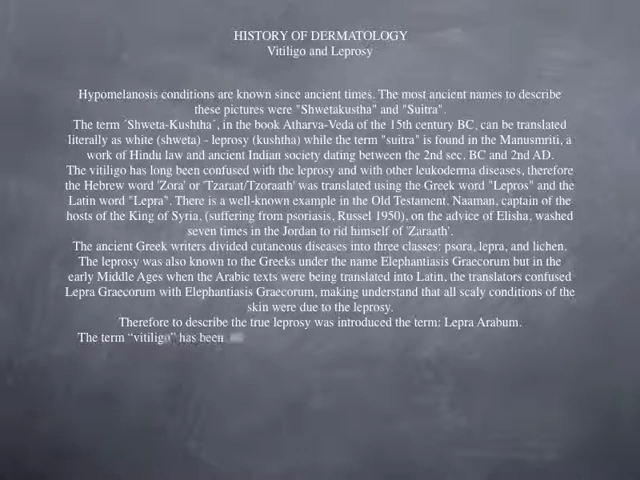 HISTORY OF DERMATOLOGY
Vitiligo and Leprosy
Hypomelanosis conditions are known since ancient times. The most ancient names to describe
these pictures were "Shwetakustha" and "Suitra".
The term ´Shweta-Kushtha´, in the book Atharva-Veda of the 15th century BC, can be translated
literally as white (shweta) - leprosy (kushtha) while the term "suitra" is found in the Manusmriti, a
work of Hindu law and ancient Indian society dating between the 2nd sec. BC and 2nd AD.
The vitiligo has long been confused with the leprosy and with other leukoderma diseases, therefore
the Hebrew word 'Zora' or 'Tzaraat/Tzoraath' was translated using the Greek word "Lepros" and the
Latin word "Lepra". There is a well-known example in the Old Testament. Naaman, captain of the
hosts of the King of Syria, (suffering from psoriasis, Russel 1950), on the advice of Elisha, washed
seven times in the Jordan to rid himself of 'Zaraath'.
The ancient Greek writers divided cutaneous diseases into three classes: psora, lepra, and lichen.
The leprosy was also known to the Greeks under the name Elephantiasis Graecorum but in the
early Middle Ages when the Arabic texts were being translated into Latin, the translators confused
Lepra Graecorum with Elephantiasis Graecorum, making understand that all scaly conditions of the
skin were due to the leprosy.
Therefore to describe the true leprosy was introduced the term: Lepra Arabum.
The term “vitiligo” has been